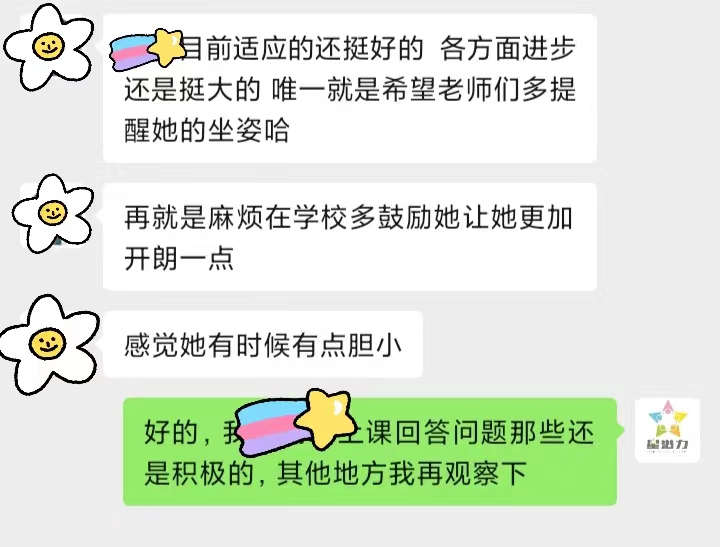 目前适应的还挺好的 各方面进步
还是挺大的 唯一就是希望老师们多提
醒她的坐姿哈
再就是麻烦在学校多鼓励她让她更加
开朗一点
感觉她有时候有点胆小
好的，我上课回答问题那些还
是积极的，其他地方我再观察下
星潜力